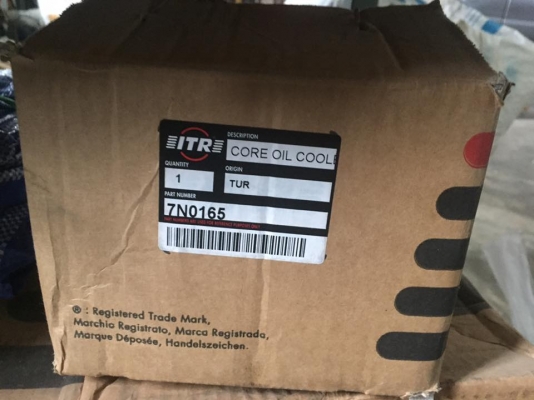 ITR
DESCRIPTION
CORE OIL COOLE
QUANTITY
ORIGIN
1
TUR
PART NUMBER
7N0165
® : Registered Trade Mark,
Marchio Registrato, Marca Registrada,
Marque Déposée, Handelszeichen.